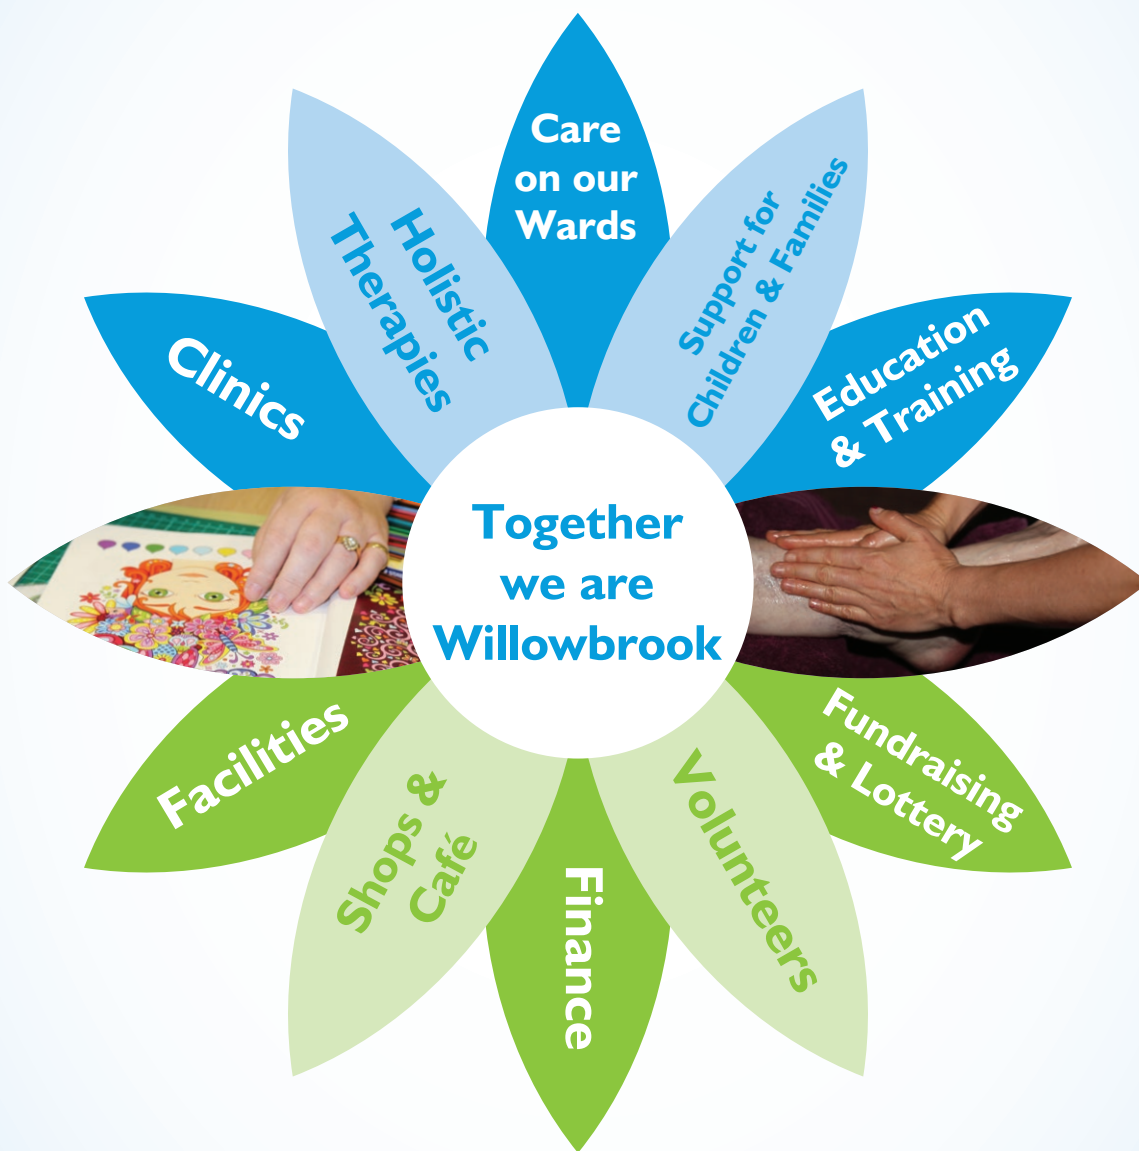 Care
on our
Wards
Support for
Children & Families
Education
& Training
Fundraising
& Lottery
Volunteers
Finance
Shops &
Café
Facilities
Clinics
Holistic
Therapies
Together
we are
Willowbrook